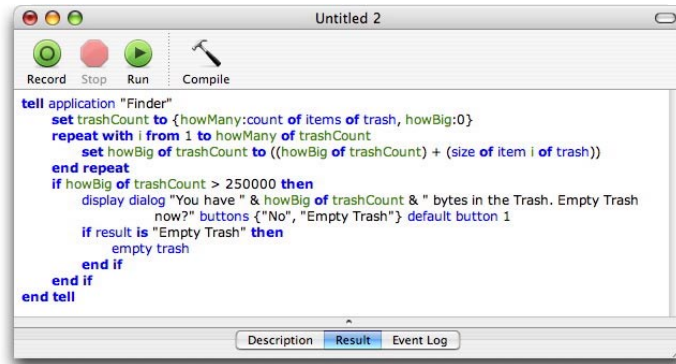 Untitled 2
Record Stop Run Compile
tell application "Finder"
set trashCount to {howMany:count of items of trash, howBig:0}
repeat with i from 1 to howMany of trashCount
set howBig of trashCount to ((howBig of trashCount) + (size of item i of trash))
end repeat
if howBig of trashCount > 250000 then
display dialog "You have " & howBig of trashCount & " bytes in the Trash. Empty Trash
now?" buttons {"No", "Empty Trash"} default button 1
if result is "Empty Trash" then
empty trash
end if
end if
end tell
Description Result Event Log